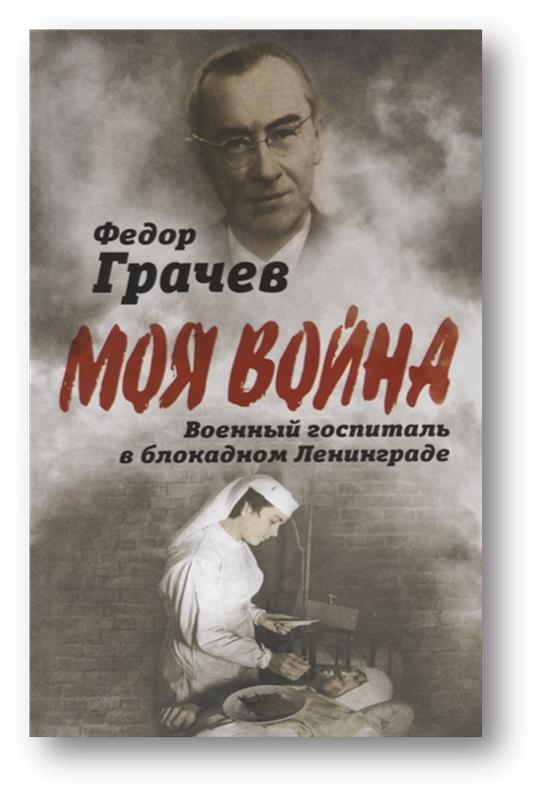 Федор
Грачев
МОЯ ВОЙНА
Военный госпиталь
в блокадном Ленинграде